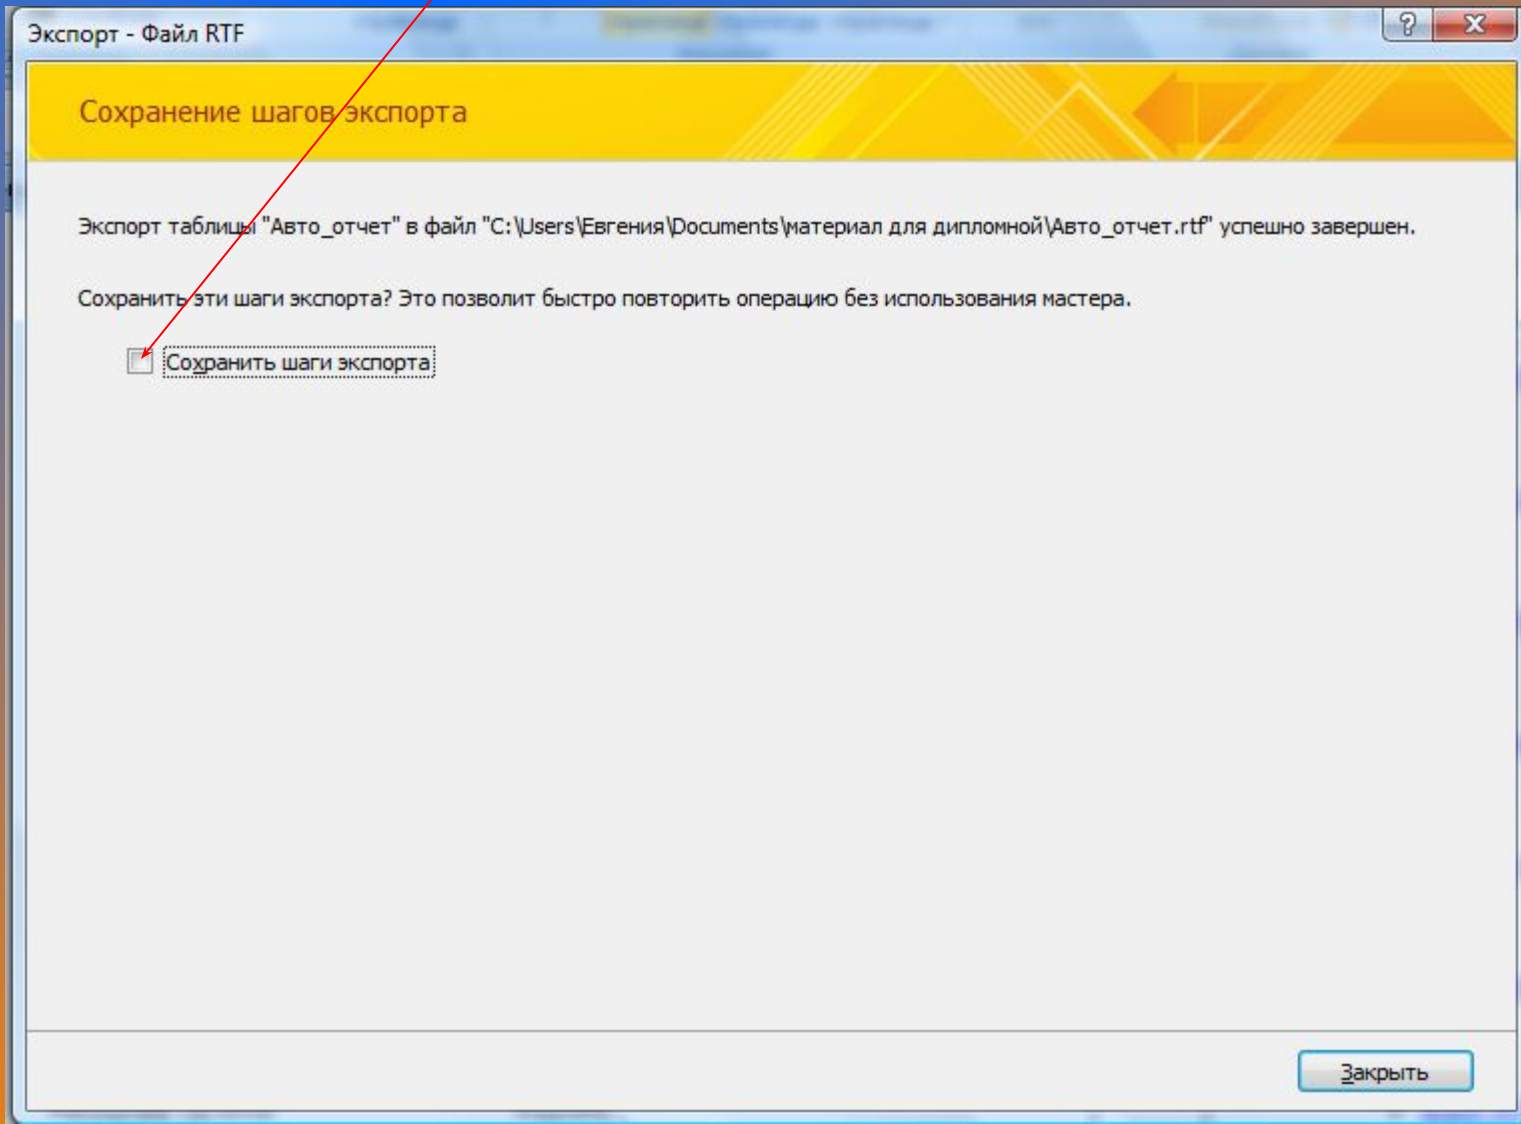 Экспорт - Файл RTF
Сохранение шагов экспорта
Экспорт таблицы "Авто_отчет" в файл "C:\Users\Евгения\Documents\материал для дипломной\Авто_отчет.rtf" успешно завершен.
Сохранить эти шаги экспорта? Это позволит быстро повторить операцию без использования мастера.
Сохранить шаги экспорта
Закрыть